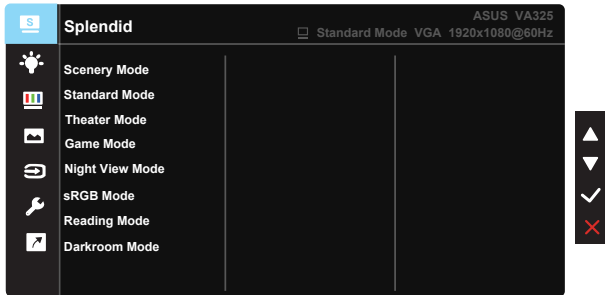 S
Splendid
ASUS VA325
Standard Mode VGA 1920x1080@60Hz
Scenery Mode
Standard Mode
Theater Mode
Game Mode
Night View Mode
sRGB Mode
Reading Mode
Darkroom Mode